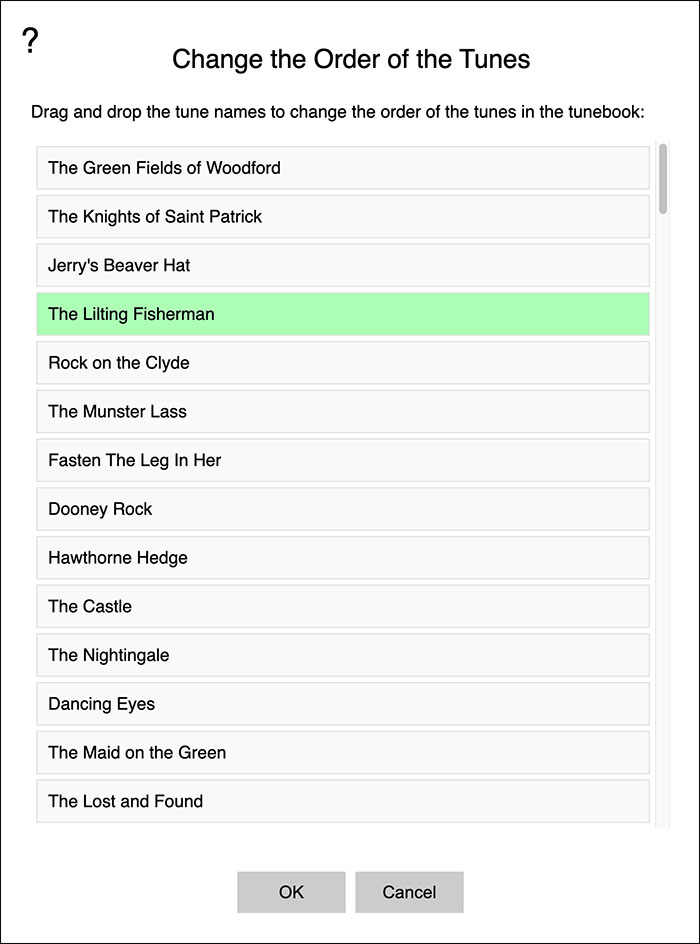 ?
Change the Order of the Tunes
Drag and drop the tune names to change the order of the tunes in the tunebook:
The Green Fields of Woodford
The Knights of Saint Patrick
Jerry's Beaver Hat
The Lilting Fisherman
Rock on the Clyde
The Munster Lass
Fasten The Leg In Her
Dooney Rock
Hawthorne Hedge
The Castle
The Nightingale
Dancing Eyes
The Maid on the Green
The Lost and Found
OK Cancel